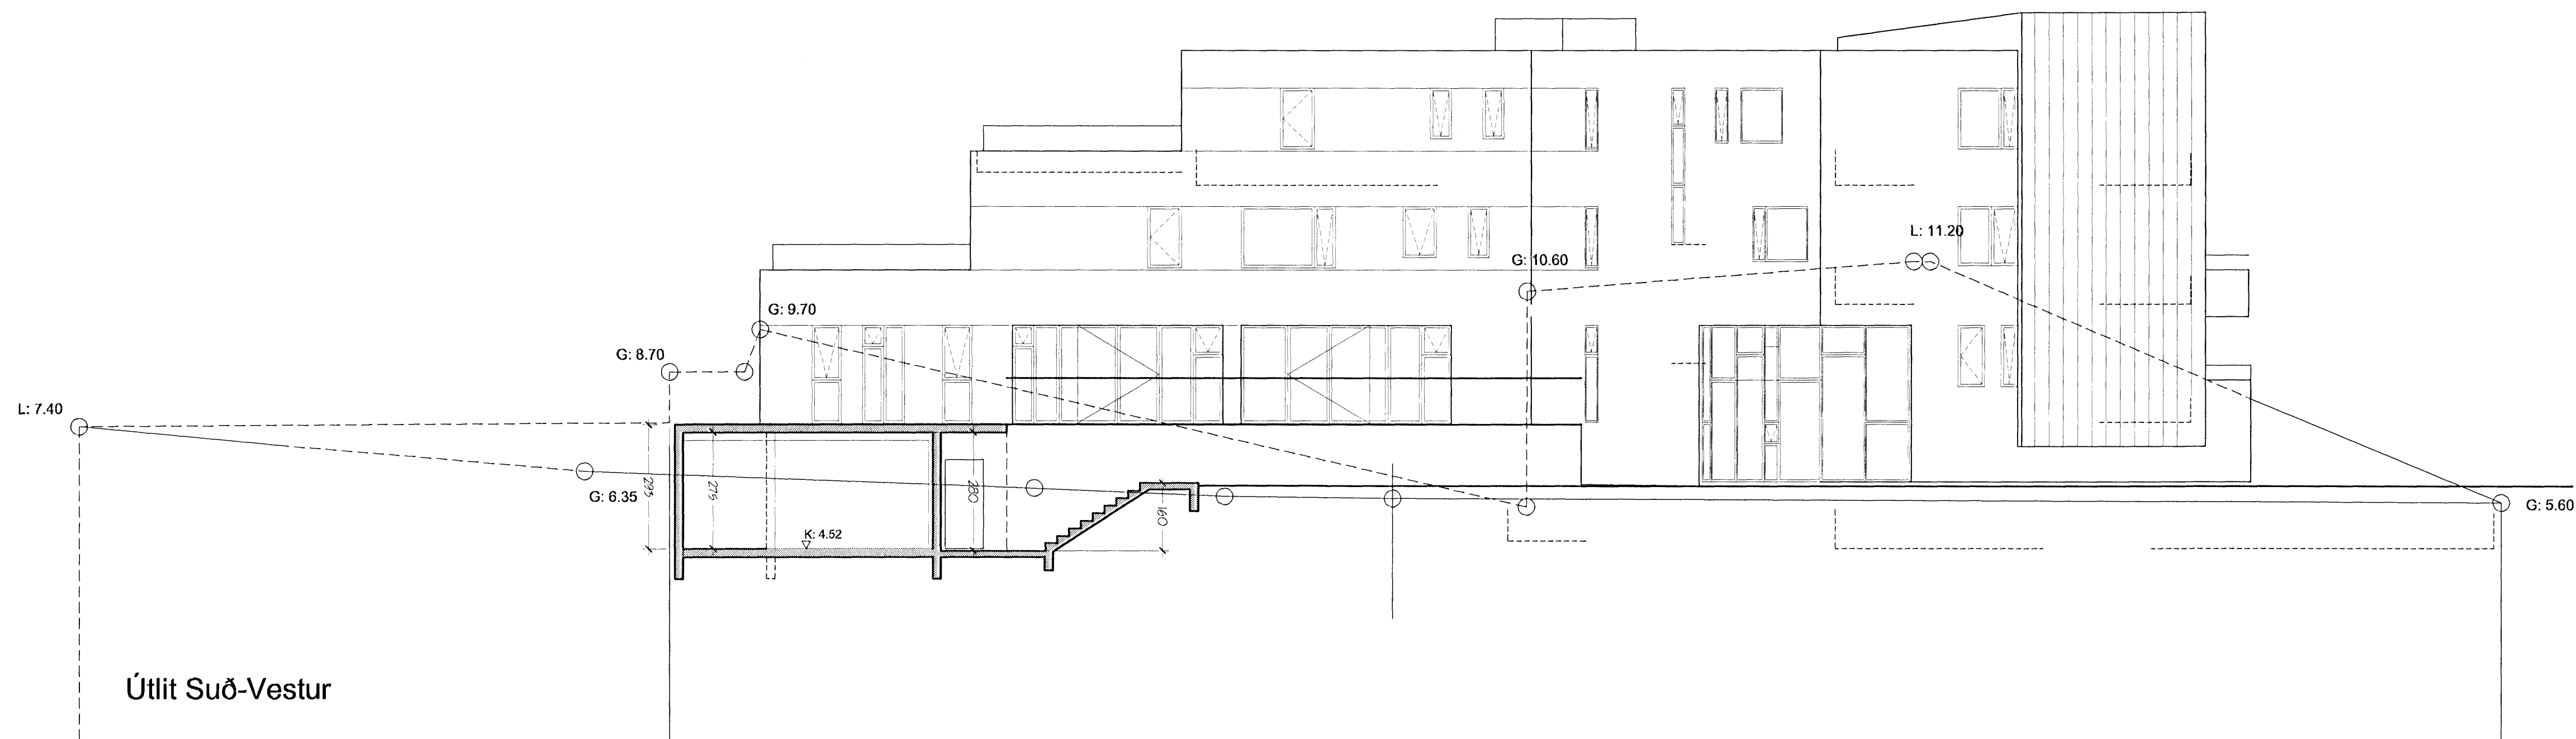 L: 11.20
G: 10.60
G: 9.70
G: 8.70
L: 7.40
G: 6.35
293
275
280
160
K: 4.52
G: 5.60
Útlit Suð-Vestur